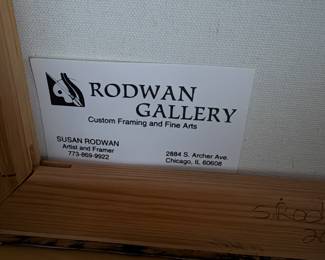 RODWAN
GALLERY
Custom Framing and Fine Arts
SUSAN RODWAN
Artist and Framer
773-869-9922
2884 S. Archer Ave.
Chicago, IL 60608